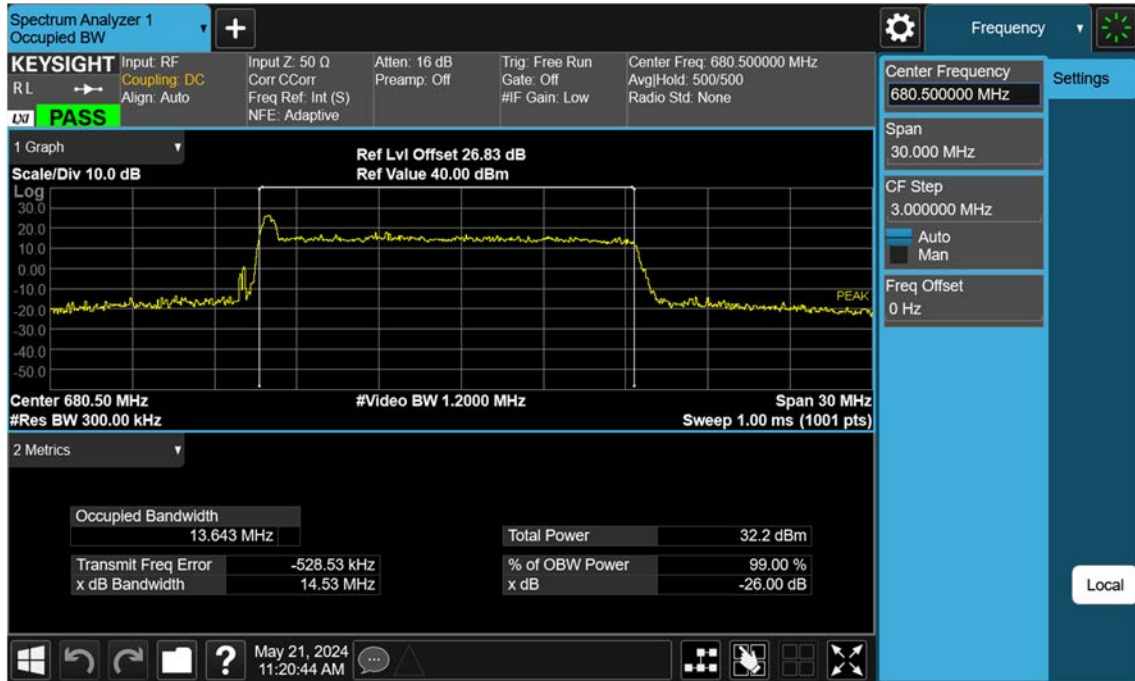 Spectrum Analyzer 1
Occupied BW
Frequency
KEYSIGHT
R L
LXI
PASS
Input: RF
Coupling: DC
Align: Auto
Input Z: 50 Ω
Corr CCorr
Freq Ref: Int (S)
NFE: Adaptive
Atten: 16 dB
Preamp: Off
Trig: Free Run
Gate: Off
#IF Gain: Low
Center Freq: 680.500000 MHz
Avg|Hold: 500/500
Radio Std: None
Center Frequency
680.500000 MHz
Settings
Span
30.000 MHz
CF Step
3.000000 MHz
Auto
Man
Freq Offset
0 Hz
Local
1 Graph
Scale/Div 10.0 dB
Ref Lvl Offset 26.83 dB
Ref Value 40.00 dBm
Log
30.0
20.0
10.0
0.00
-10.0
-20.0
-30.0
-40.0
-50.0
PEAK
Center 680.50 MHz
#Video BW 1.2000 MHz
Span 30 MHz
#Res BW 300.00 kHz
Sweep 1.00 ms (1001 pts)
2 Metrics
Occupied Bandwidth
13.643 MHz
Total Power 32.2 dBm
Transmit Freq Error -528.53 kHz
% of OBW Power 99.00 %
x dB Bandwidth 14.53 MHz
x dB -26.00 dB
?
May 21, 2024
11:20:44 AM